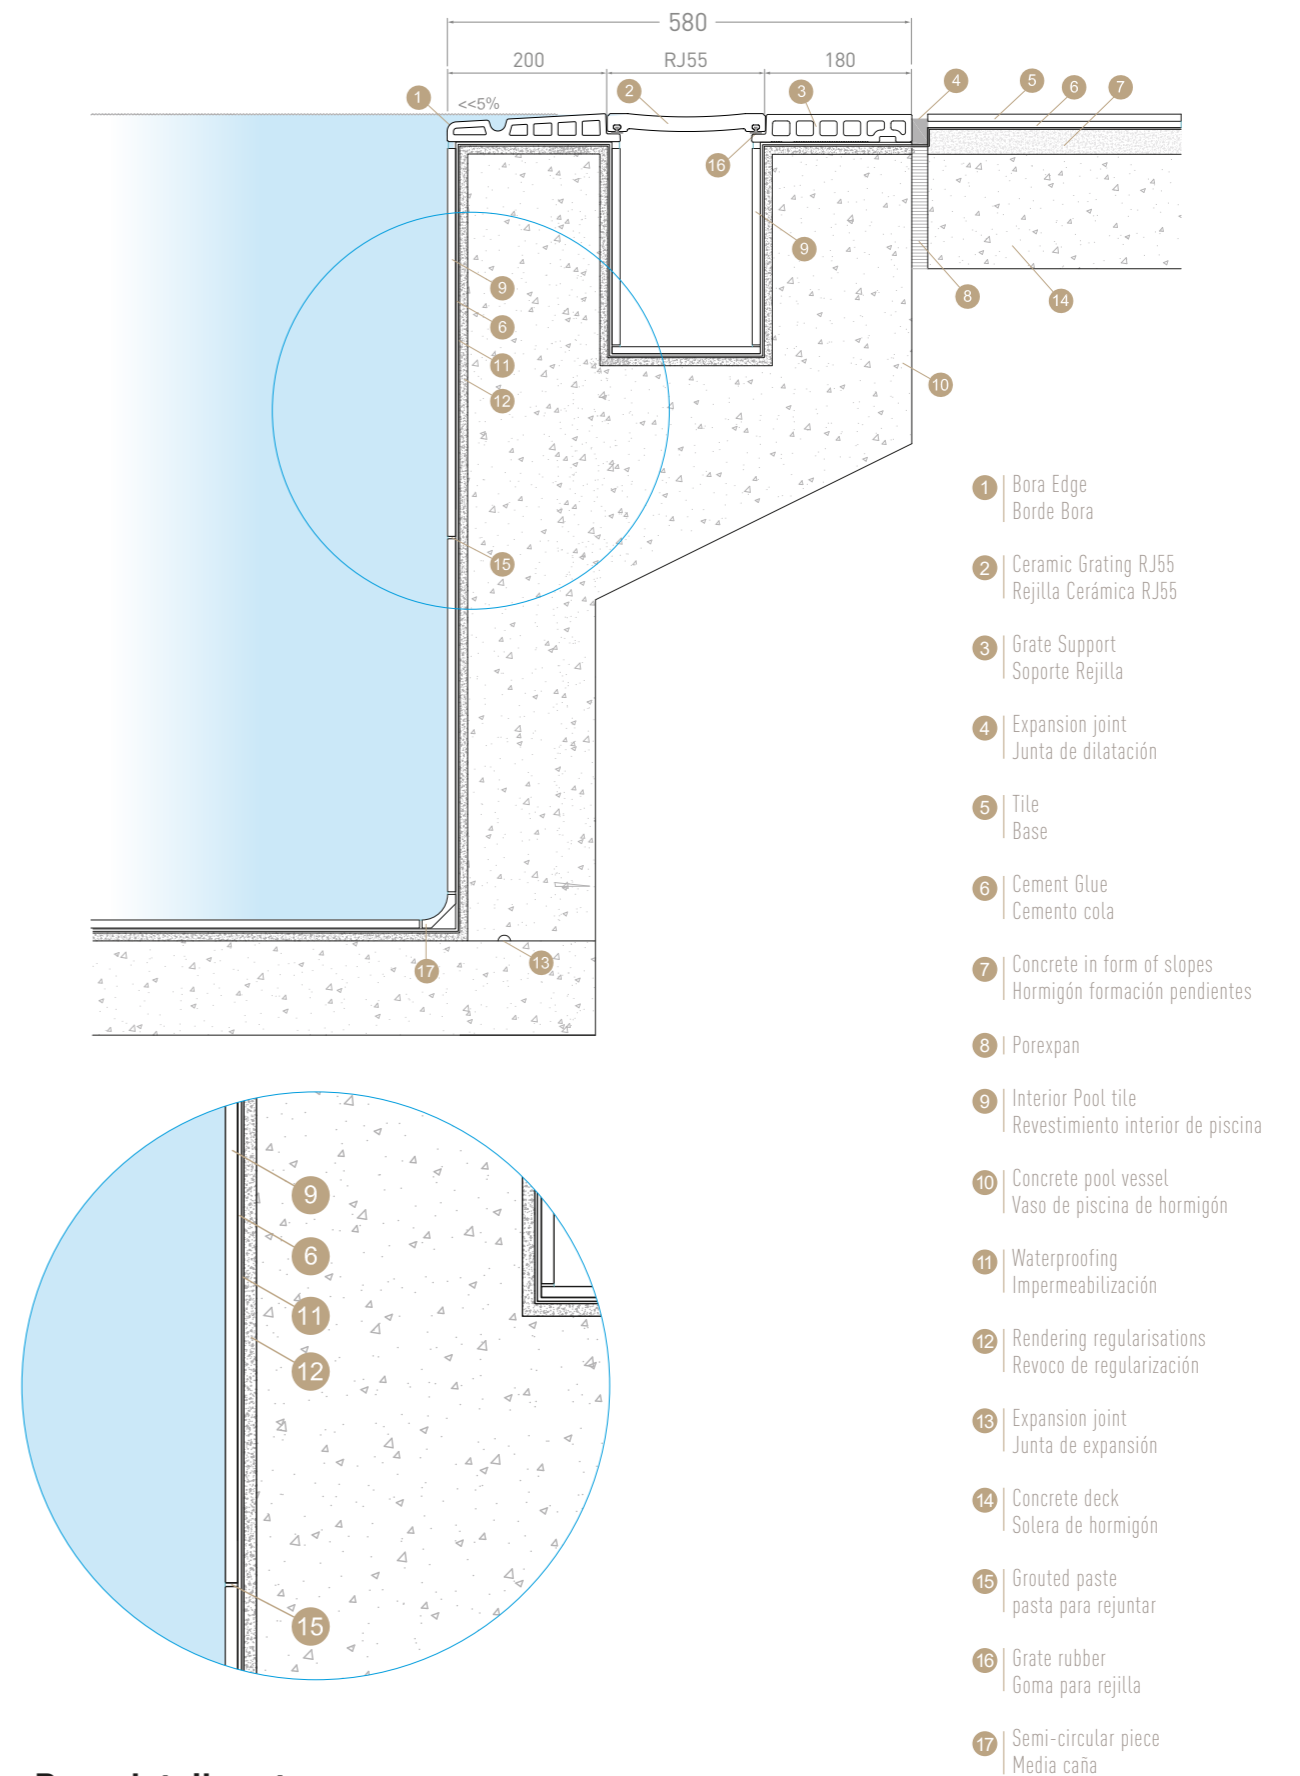 580
200 RJ55 180
<<5%
1
2
3
4
5
6
7
16
9
8
14
9
6
11
12
10
15
17
13
9
6
11
12
15
1 Bora Edge
Borde Bora
2 Ceramic Grating RJ55
Rejilla Cerámica RJ55
3 Grate Support
Soporte Rejilla
4 Expansion joint
Junta de dilatación
5 Tile
Base
6 Cement Glue
Cemento cola
7 Concrete in form of slopes
Hormigón formación pendientes
8 Porexpan
9 Interior Pool tile
Revestimiento interior de piscina
10 Concrete pool vessel
Vaso de piscina de hormigón
11 Waterproofing
Impermeabilización
12 Rendering regularisations
Revoco de regularización
13 Expansion joint
Junta de expansión
14 Concrete deck
Solera de hormigón
15 Grouted paste
pasta para rejuntar
16 Grate rubber
Goma para rejilla
17 Semi-circular piece
Media caña